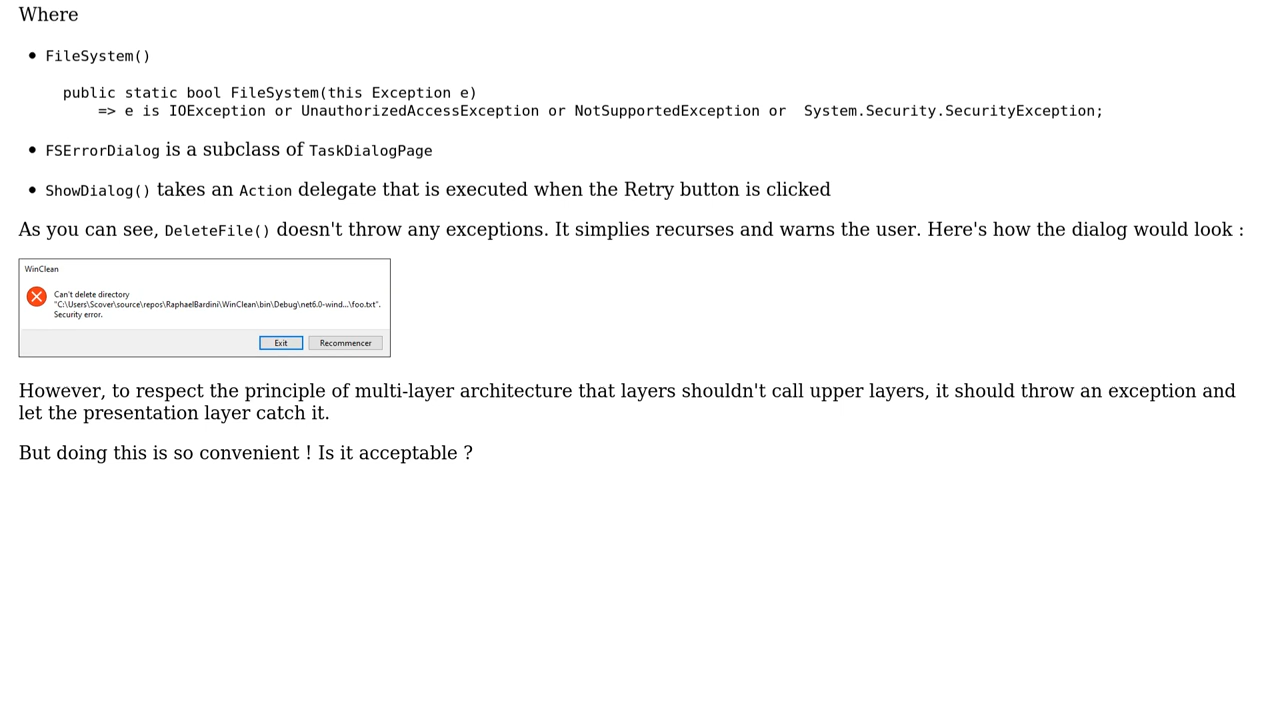 Where
• FileSystem()
public static bool FileSystem(this Exception e)
=> e is IOException or UnauthorizedAccessException or NotSupportedException or  System.Security.SecurityException;
• FSErrorDialog is a subclass of TaskDialogPage
• ShowDialog() takes an Action delegate that is executed when the Retry button is clicked
As you can see, DeleteFile() doesn't throw any exceptions. It simplies recurses and warns the user. Here's how the dialog would look :
WinClean
Can't delete directory
"C:\Users\Scover\source\repos\RaphaelBardini\WinClean\bin\Debug\net6.0-wind...\foo.txt".
Security error.
Exit Recommencer
However, to respect the principle of multi-layer architecture that layers shouldn't call upper layers, it should throw an exception and
let the presentation layer catch it.
But doing this is so convenient ! Is it acceptable ?